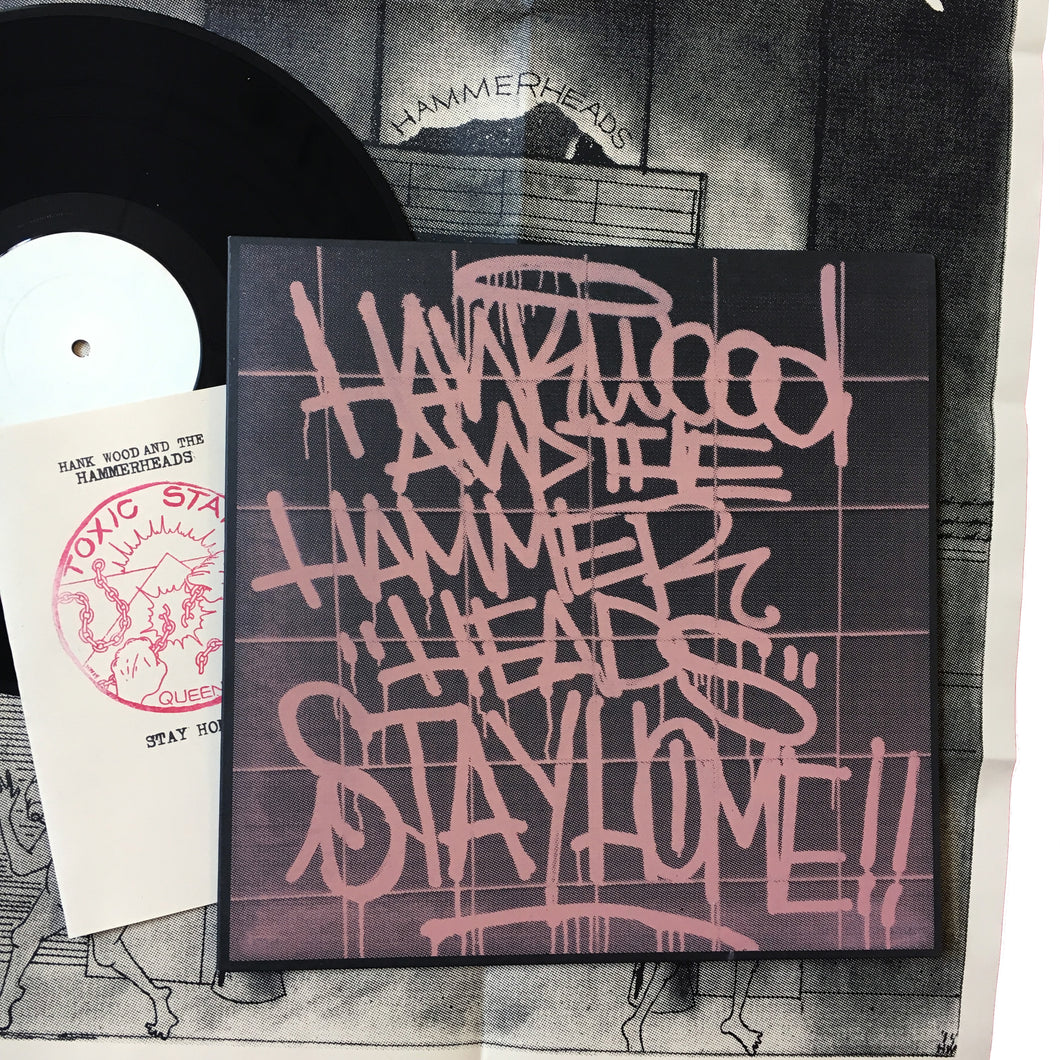 HAMMERHEADS
HANK WOOD
AND THE
HAMMER
"HEADS"
STAY HOME!!
HANK WOOD AND THE
HAMMERHEADS
TOXIC STA
QUEEN
STAY HO